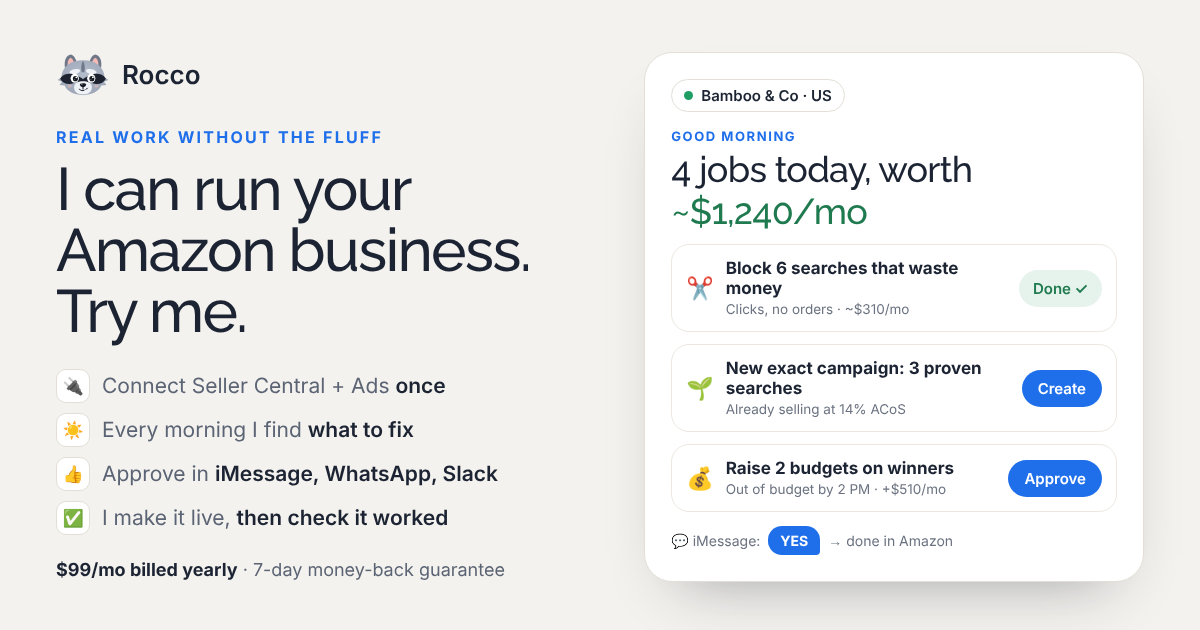 Rocco
REAL WORK WITHOUT THE FLUFF
I can run your
Amazon business.
Try me.
🔌 Connect Seller Central + Ads once
☀️ Every morning I find what to fix
👍 Approve in iMessage, WhatsApp, Slack
✅ I make it live, then check it worked
$99/mo billed yearly · 7-day money-back guarantee
Bamboo & Co · US
GOOD MORNING
4 jobs today, worth
~$1,240/mo
Block 6 searches that waste
money
Clicks, no orders · ~$310/mo
Done ✓
New exact campaign: 3 proven
searches
Already selling at 14% ACoS
Create
Raise 2 budgets on winners
Out of budget by 2 PM · +$510/mo
Approve
💬 iMessage: YES → done in Amazon